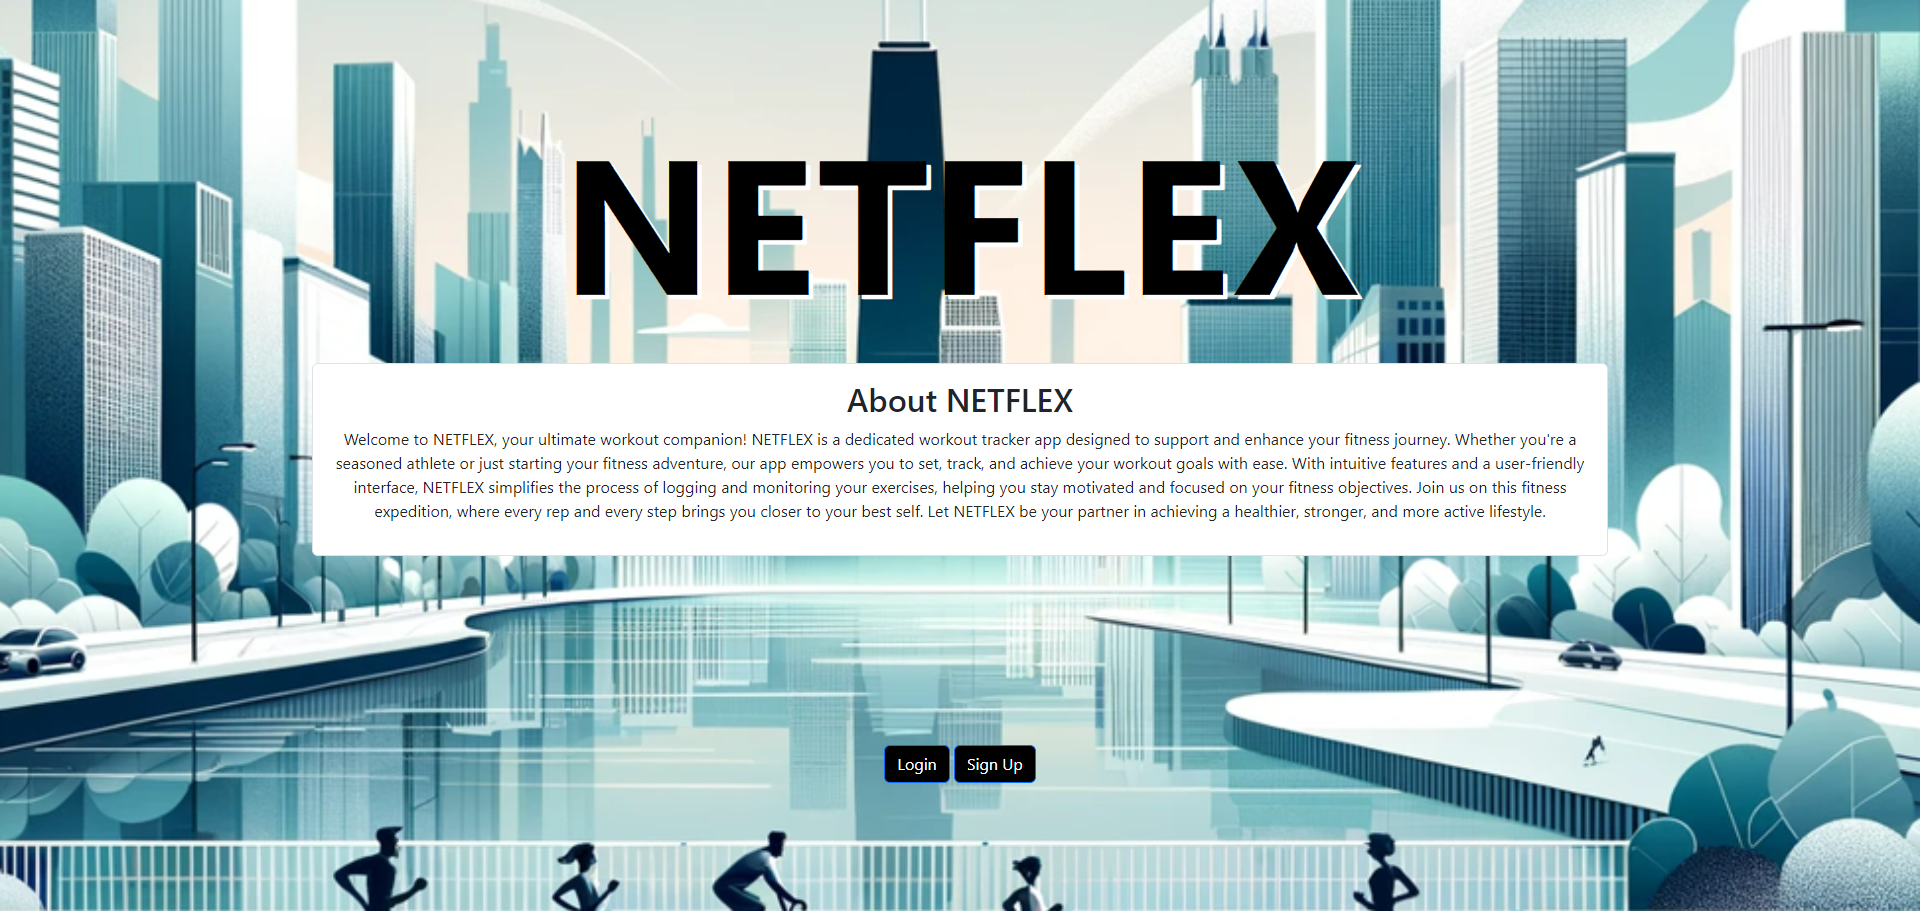 NETFLEX
About NETFLEX
Welcome to NETFLEX, your ultimate workout companion! NETFLEX is a dedicated workout tracker app designed to support and enhance your fitness journey. Whether you're a
seasoned athlete or just starting your fitness adventure, our app empowers you to set, track, and achieve your workout goals with ease. With intuitive features and a user-friendly
interface, NETFLEX simplifies the process of logging and monitoring your exercises, helping you stay motivated and focused on your fitness objectives. Join us on this fitness
expedition, where every rep and every step brings you closer to your best self. Let NETFLEX be your partner in achieving a healthier, stronger, and more active lifestyle.
Login Sign Up